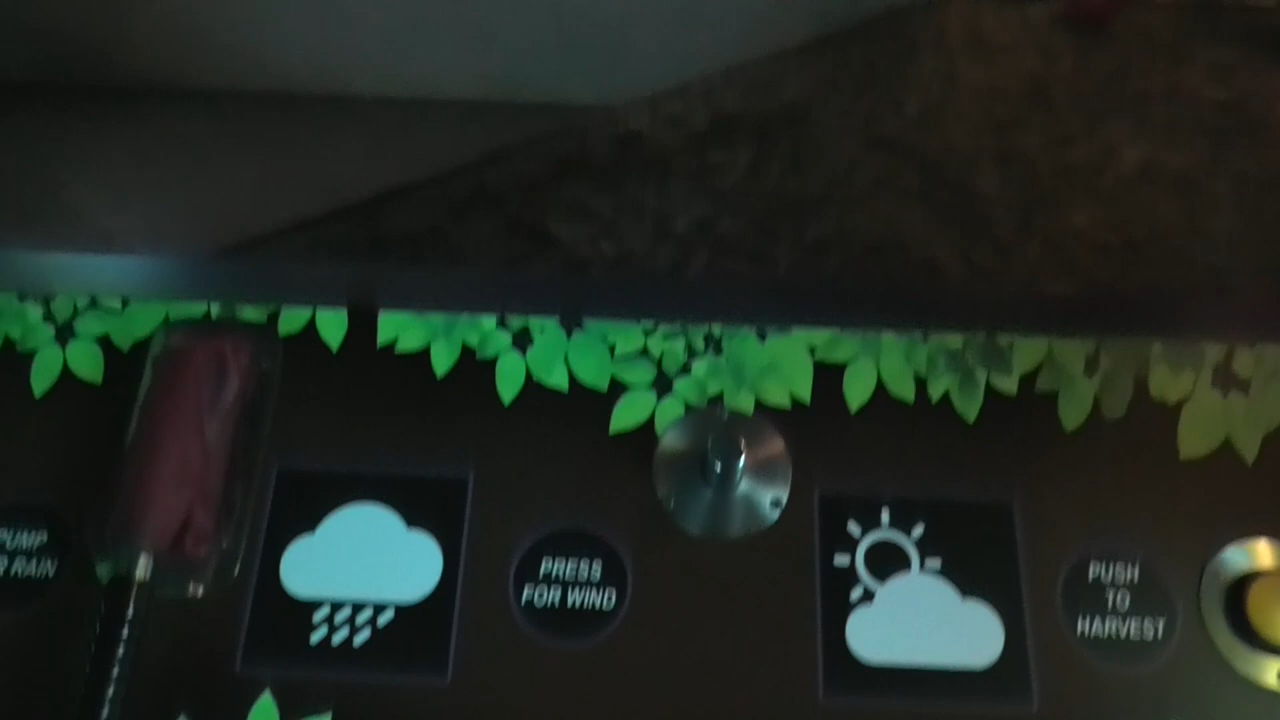 PUMP
R RAIN
PRESS
FOR WIND
PUSH
TO
HARVEST